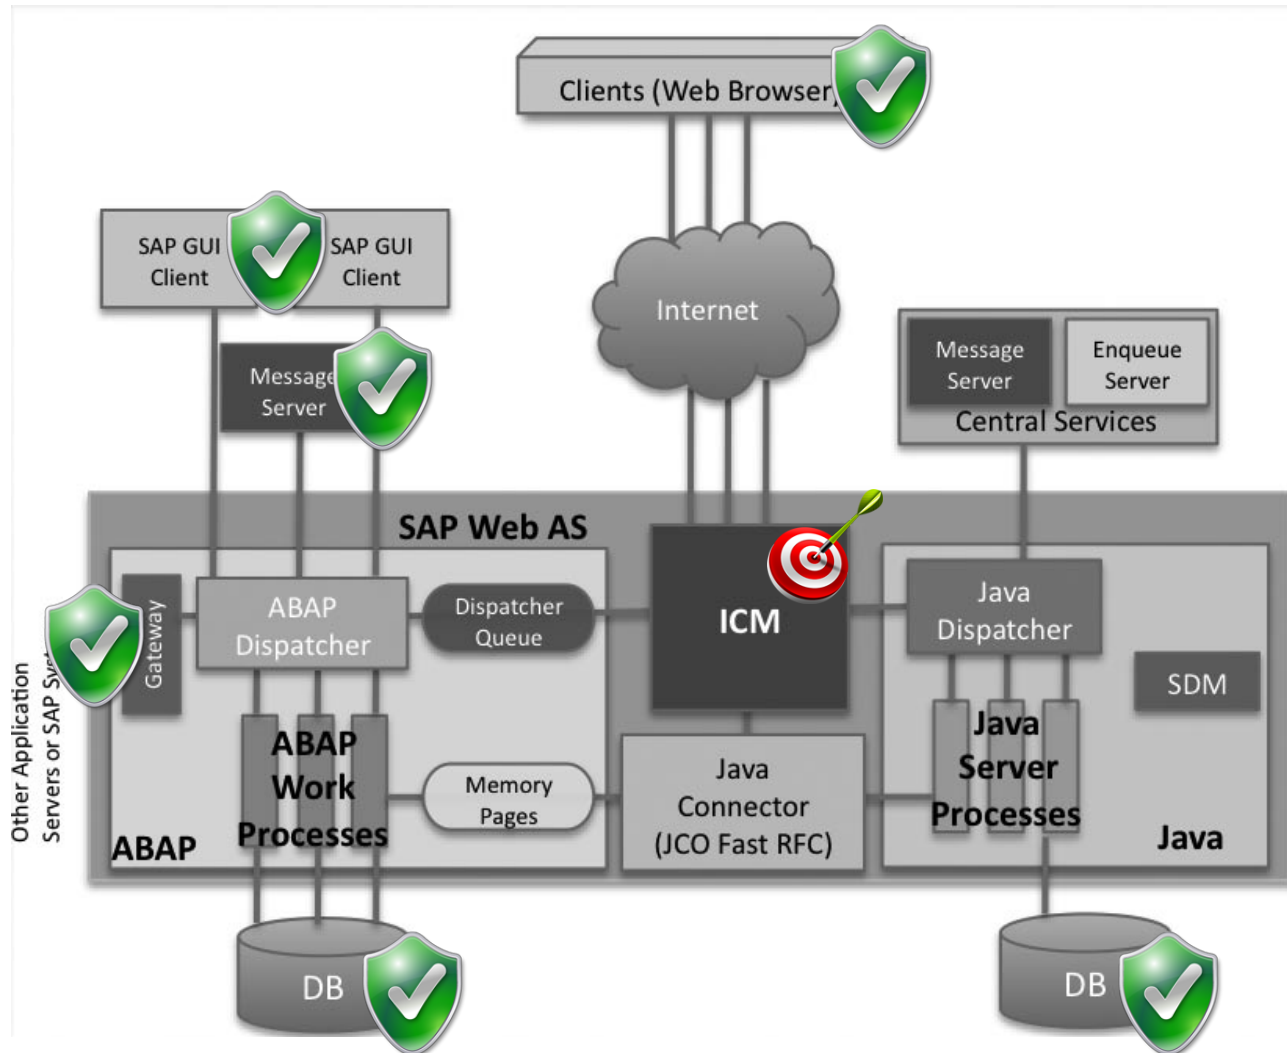 Clients (Web Browser)
SAP GUI
Client
SAP GUI
Client
Internet
Message
Server
Message
Server
Enqueue
Server
Central Services
SAP Web AS
Gateway
ABAP
Dispatcher
Dispatcher
Queue
ICM
Java
Dispatcher
SDM
Other Application
Servers or SAP
ABAP
Work
Processes
Memory
Pages
Java
Connector
(JCO Fast RFC)
Java
Server
Processes
ABAP
Java
DB
DB